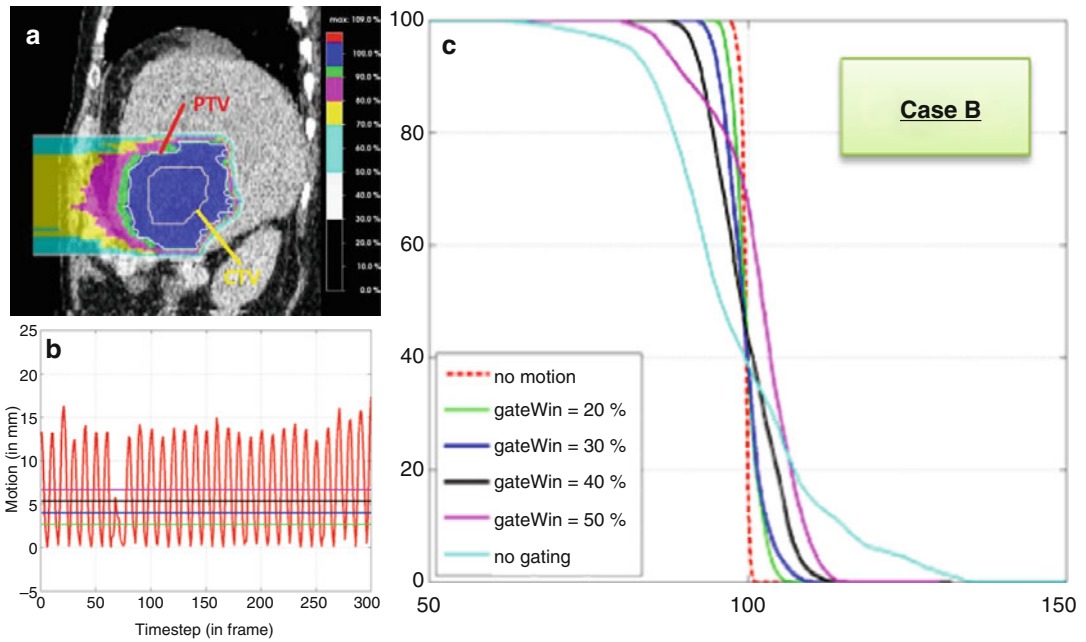 a
PTV
CTV
max: 109.0 %
100.0 %
90.0 %
80.0 %
70.0 %
60.0 %
50.0 %
40.0 %
30.0 %
20.0 %
10.0 %
0.0 %
b
Motion (in mm)
25
20
15
10
5
0
–5
0
50
100
150
200
250
300
Timestep (in frame)
c
Case B
100
80
60
40
20
0
50
100
150
no motion
gateWin = 20 %
gateWin = 30 %
gateWin = 40 %
gateWin = 50 %
no gating